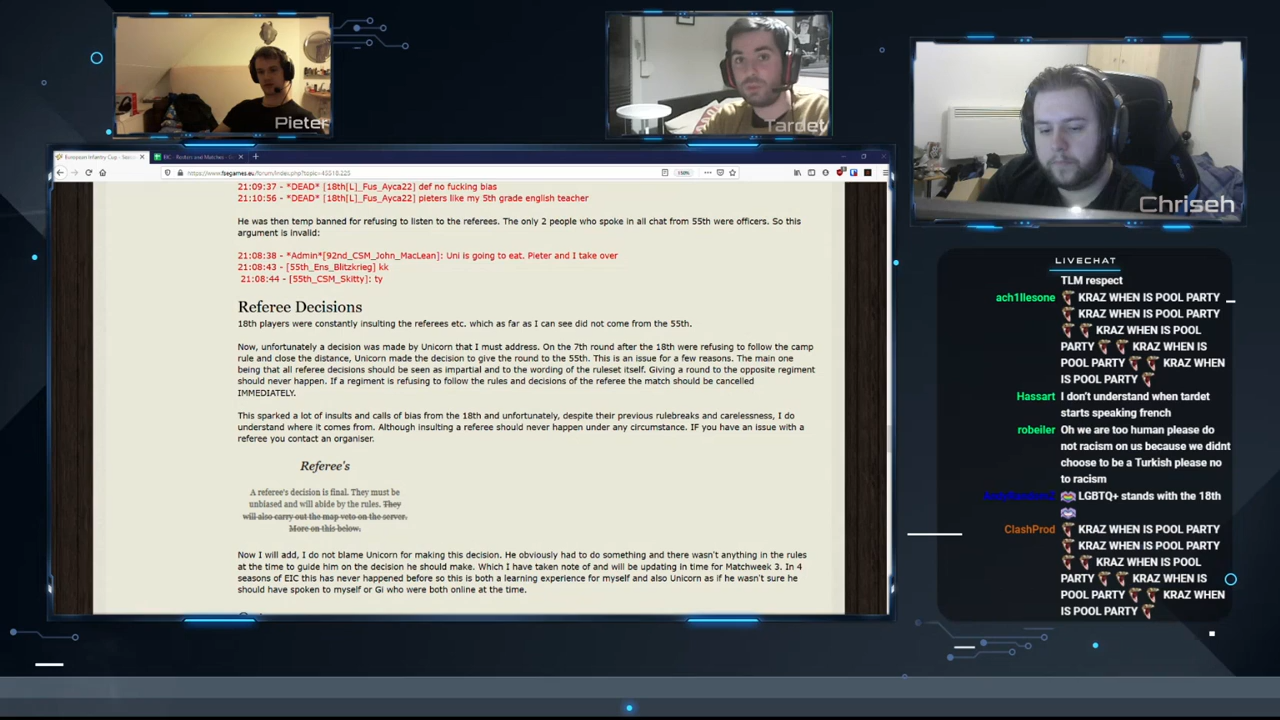 Pieter
Tardet
Chriseh
European Infantry Cup - Seas
EIC - Rosters and Matches - G
https://www.fsegames.eu/forum/index.php?topic=45518.225
110%
21:09:37 - *DEAD* [18th[L]_Fus_Ayca22] def no fucking bias
21:10:56 - *DEAD* [18th[L]_Fus_Ayca22] pieters like my 5th grade english teacher
He was then temp banned for refusing to listen to the referees. The only 2 people who spoke in all chat from 55th were officers. So this
argument is invalid:
21:08:38 - *Admin*[92nd_CSM_John_MacLean]: Uni is going to eat. Pieter and I take over
21:08:43 - [55th_Ens_Blitzkrieg] kk
21:08:44 - [55th_CSM_Skitty]: ty
Referee Decisions
18th players were constantly insulting the referees etc. which as far as I can see did not come from the 55th.
Now, unfortunately a decision was made by Unicorn that I must address. On the 7th round after the 18th were refusing to follow the camp
rule and close the distance, Unicorn made the decision to give the round to the 55th. This is an issue for a few reasons. The main one
being that all referee decisions should be seen as impartial and to the wording of the ruleset itself. Giving a round to the opposite regiment
should never happen. If a regiment is refusing to follow the rules and decisions of the referee the match should be cancelled
IMMEDIATELY.
This sparked a lot of insults and calls of bias from the 18th and unfortunately, despite their previous rulebreaks and carelessness, I do
understand where it comes from. Although insulting a referee should never happen under any circumstance. IF you have an issue with a
referee you contact an organiser.
Referee's
A referee's decision is final. They must be
unbiased and will abide by the rules. They
will also carry out the map veto on the server.
More on this below.
Now I will add, I do not blame Unicorn for making this decision. He obviously had to do something and there wasn't anything in the rules
at the time to guide him on the decision he should make. Which I have taken note of and will be updating in time for Matchweek 3. In 4
seasons of EIC this has never happened before so this is both a learning experience for myself and also Unicorn as if he wasn't sure he
should have spoken to myself or Gi who were both online at the time.
LIVECHAT
TLM respect
ach1llesone KRAZ WHEN IS POOL PARTY
KRAZ WHEN IS POOL PARTY
KRAZ WHEN IS POOL
PARTY KRAZ WHEN IS
POOL PARTY KRAZ WHEN
IS POOL PARTY
Hassart I don't understand when tardet
starts speaking french
robeiler Oh we are too human please do
not racism on us because we didnt
choose to be a Turkish please no
to racism
LGBTQ+ stands with the 18th
ClashProd KRAZ WHEN IS POOL PARTY
KRAZ WHEN IS POOL PARTY
KRAZ WHEN IS POOL
PARTY KRAZ WHEN IS
POOL PARTY KRAZ WHEN
IS POOL PARTY